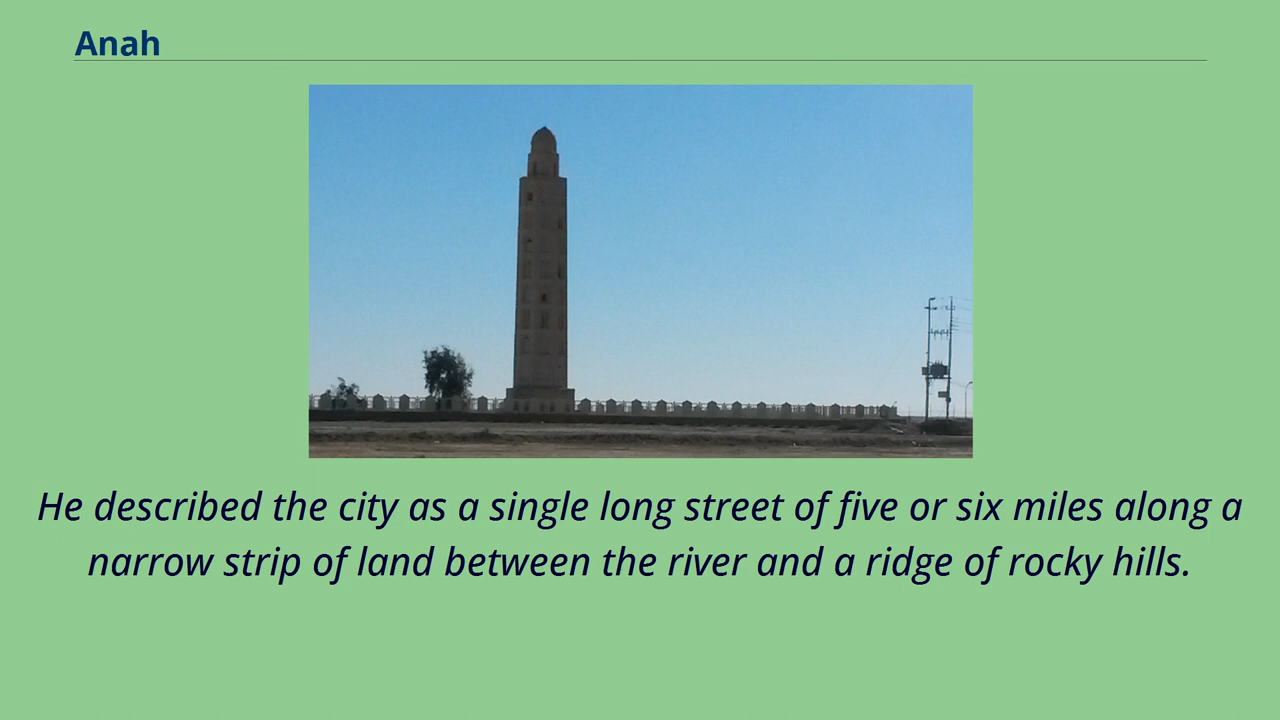 Anah
He described the city as a single long street of five or six miles along a
narrow strip of land between the river and a ridge of rocky hills.